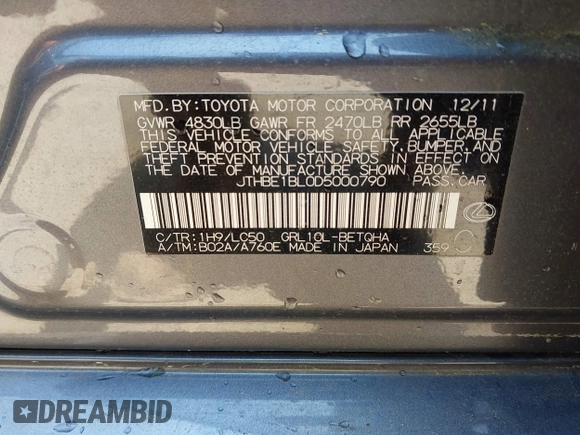 MFD. BY: TOYOTA MOTOR CORPORATION 12/11
GVWR 4830LB GAWR FR 2470LB RR 2655LB
THIS VEHICLE CONFORMS TO ALL APPLICABLE
FEDERAL MOTOR VEHICLE SAFETY, BUMPER, AND
THEFT PREVENTION STANDARDS IN EFFECT ON
THE DATE OF MANUFACTURE SHOWN ABOVE.
JTHBE1BL0D5000790 PASS. CAR
C/TR: 1H9/LC50 GRL10L-BETQHA
A/TM: B02A/A760E MADE IN JAPAN 359 G
DREAMBID